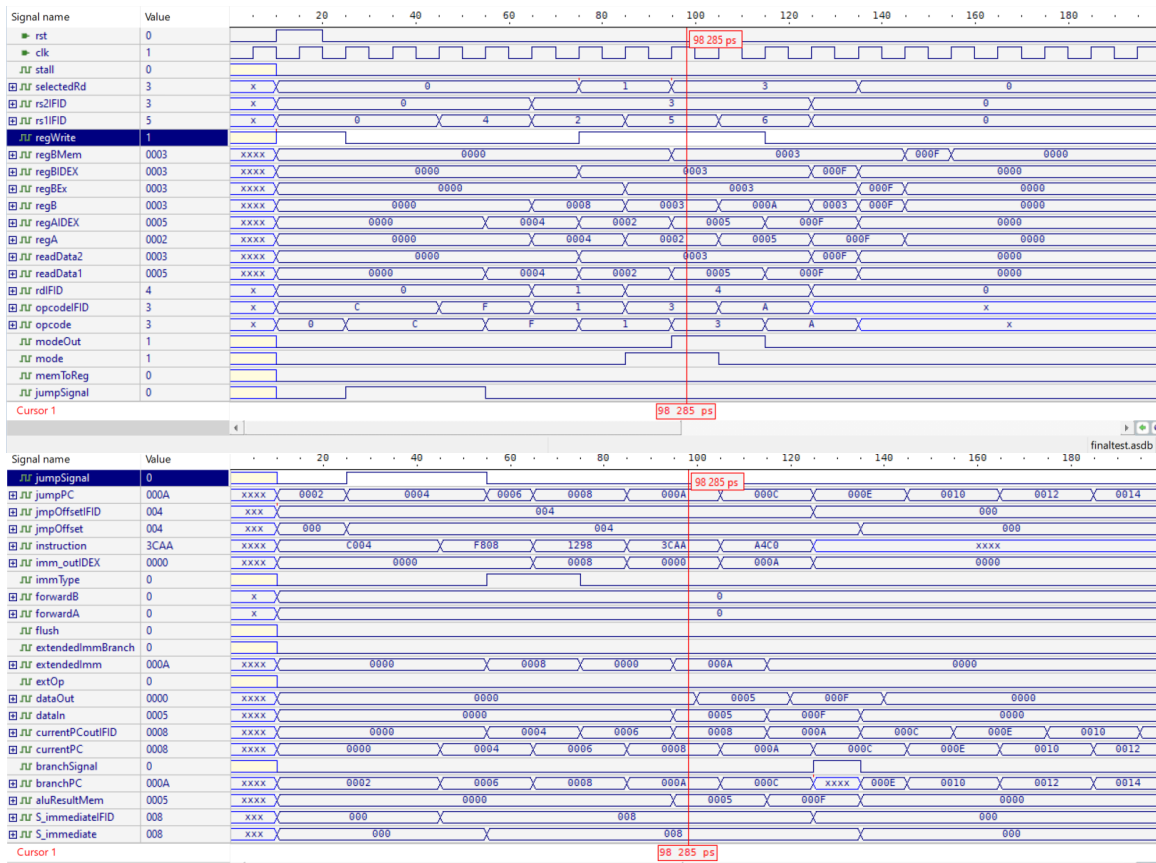 Signal name Value 20 40 60 80 100 120 140 160 180
98 285 ps
rst 0
clk 1
stall 0
selectedRd 3 x 0 1 3 0
rs2IFID 3 x 0 3 0
rs1IFID 5 x 0 4 2 5 6 0
regWrite 1
regBMem 0003 xxxx 0000 0003 000F 0000
regBIDEX 0003 xxxx 0000 0003 000F 0000
regBEx 0003 xxxx 0000 0003 000F 0000
regB 0003 xxxx 0000 0008 0003 000A 0003 000F 0000
regAIDEX 0005 xxxx 0000 0004 0002 0005 000F 0000
regA 0002 xxxx 0000 0004 0002 0005 000F 0000
readData2 0003 xxxx 0000 0003 000F 0000
readData1 0005 xxxx 0000 0004 0002 0005 000F 0000
rdIFID 4 x 0 1 4 0
opcodeIFID 3 x C F 1 3 A x
opcode 3 x 0 C F 1 3 A x
modeOut 1
mode 1
memToReg 0
jumpSignal 0
Cursor 1 98 285 ps
finaltest.asdb
Signal name Value 20 40 60 80 100 120 140 160 180
jumpSignal 0 98 285 ps
jumpPC 000A xxxx 0002 0004 0006 0008 000A 000C 000E 0010 0012 0014
jmpOffsetIFID 004 xxx 004 000
jmpOffset 004 xxx 000 004 000
instruction 3CAA xxxx C004 F808 1298 3CAA A4C0 xxxx
imm_outIDEX 0000 xxxx 0000 0008 0000 000A 0000
immType 0
forwardB 0 x 0
forwardA 0 x 0
flush 0
extendedImmBranch 0
extendedImm 000A xxxx 0000 0008 0000 000A 0000
extOp 0
dataOut 0000 xxxx 0000 0005 000F 0000
dataIn 0005 xxxx 0000 0005 000F 0000
currentPCoutIFID 0008 xxxx 0000 0004 0006 0008 000A 000C 000E 0010
currentPC 0008 xxxx 0000 0004 0006 0008 000A 000C 000E 0010 0012
branchSignal 0
branchPC 000A xxxx 0002 0006 0008 000A 000C xxxx 000E 0010 0012 0014
aluResultMem 0005 xxxx 0000 0005 000F 0000
S_immediateIFID 008 xxx 000 008 000
S_immediate 008 xxx 000 008 000
Cursor 1 98 285 ps